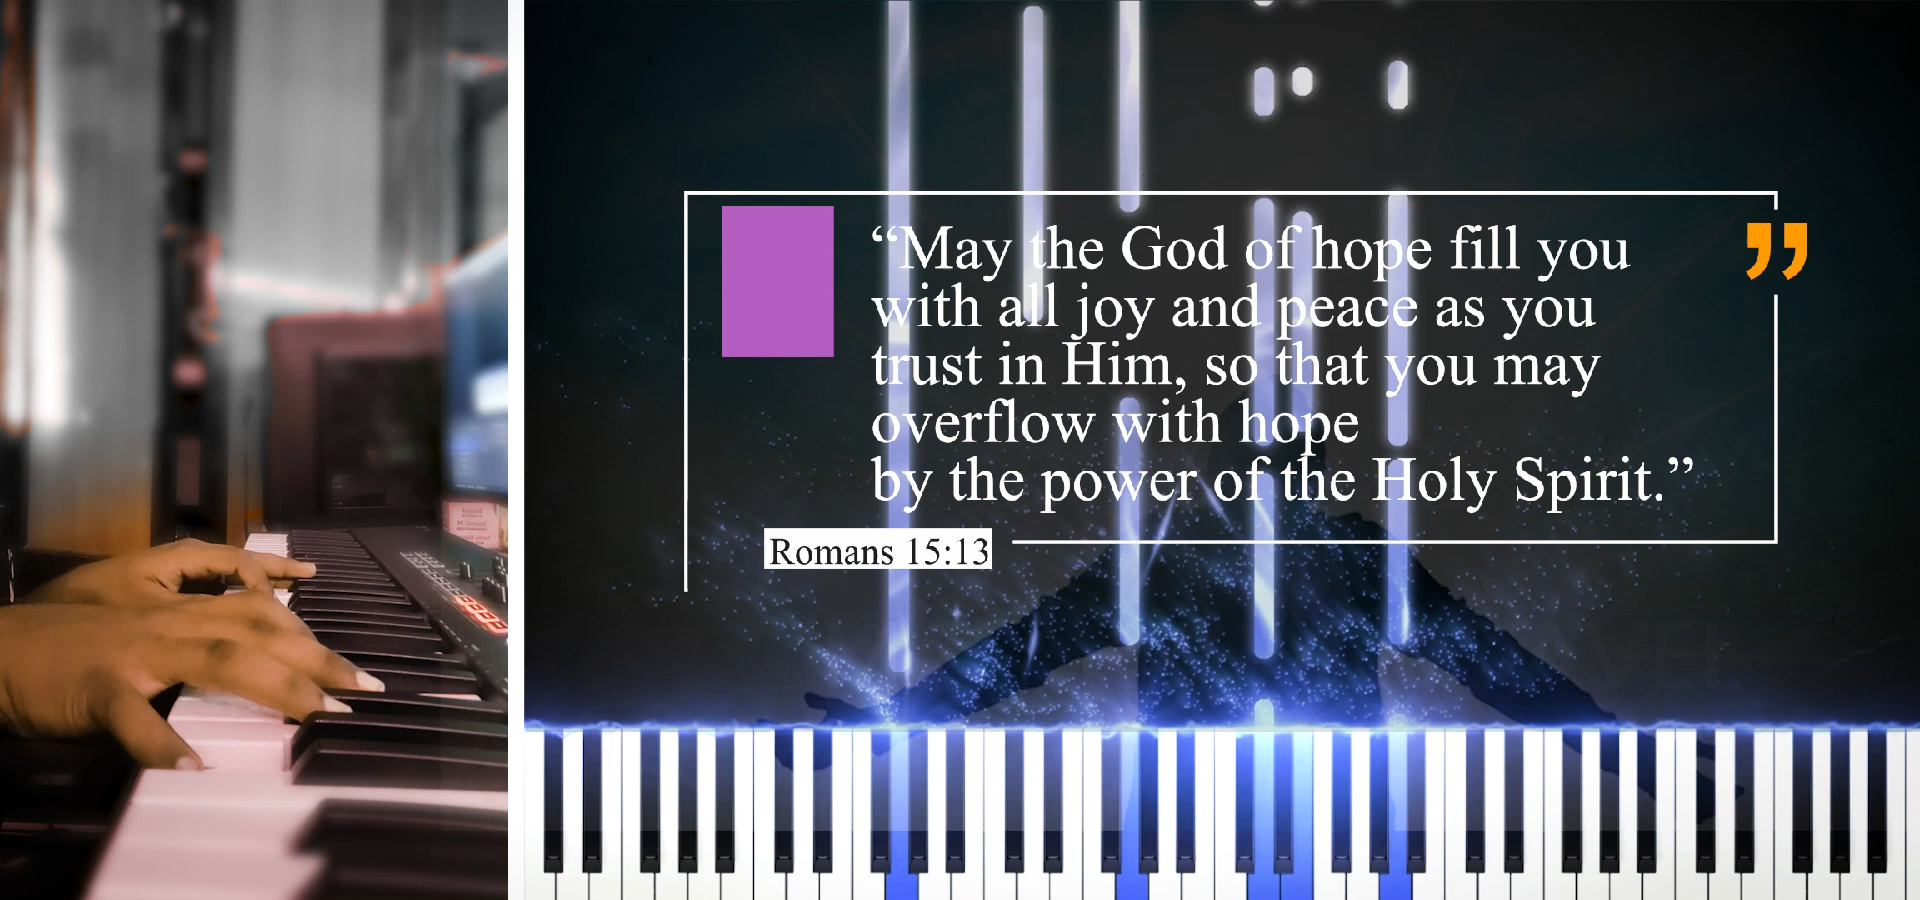 “May the God of hope fill you
with all joy and peace as you
trust in Him, so that you may
overflow with hope
by the power of the Holy Spirit.”
Romans 15:13